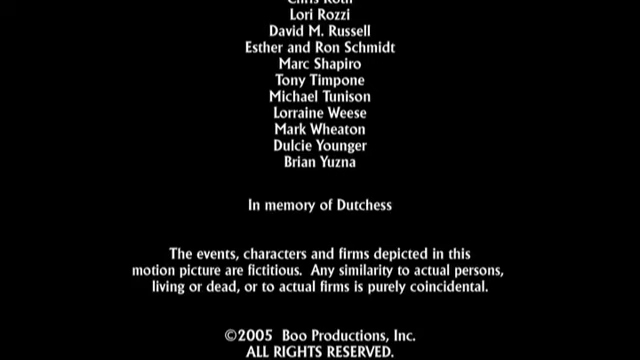 Lori Rozzi
David M. Russell
Esther and Ron Schmidt
Marc Shapiro
Tony Timpone
Michael Tunison
Lorraine Weese
Mark Wheaton
Dulcie Younger
Brian Yuzna
In memory of Dutchess
The events, characters and firms depicted in this
motion picture are fictitious. Any similarity to actual persons,
living or dead, or to actual firms is purely coincidental.
©2005 Boo Productions, Inc.
ALL RIGHTS RESERVED.